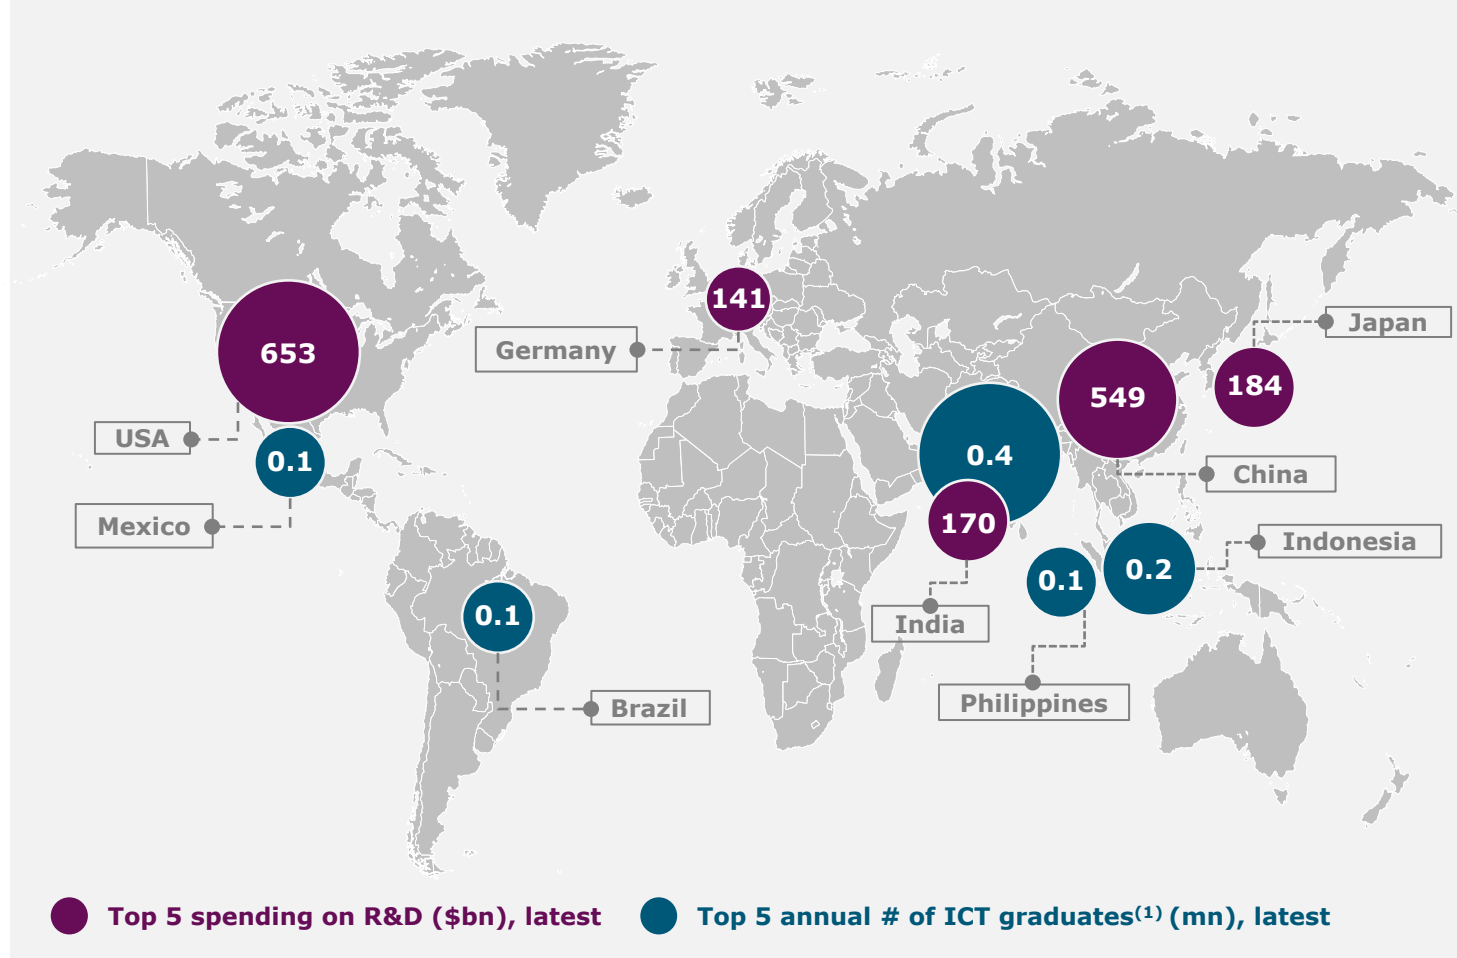 141
Japan
Germany
653
184
549
USA
0.1
0.4
China
Mexico
170
Indonesia
0.1
0.2
0.1
India
Brazil
Philippines
Top 5 spending on R&D ($bn), latest
Top 5 annual # of ICT graduates(1) (mn), latest